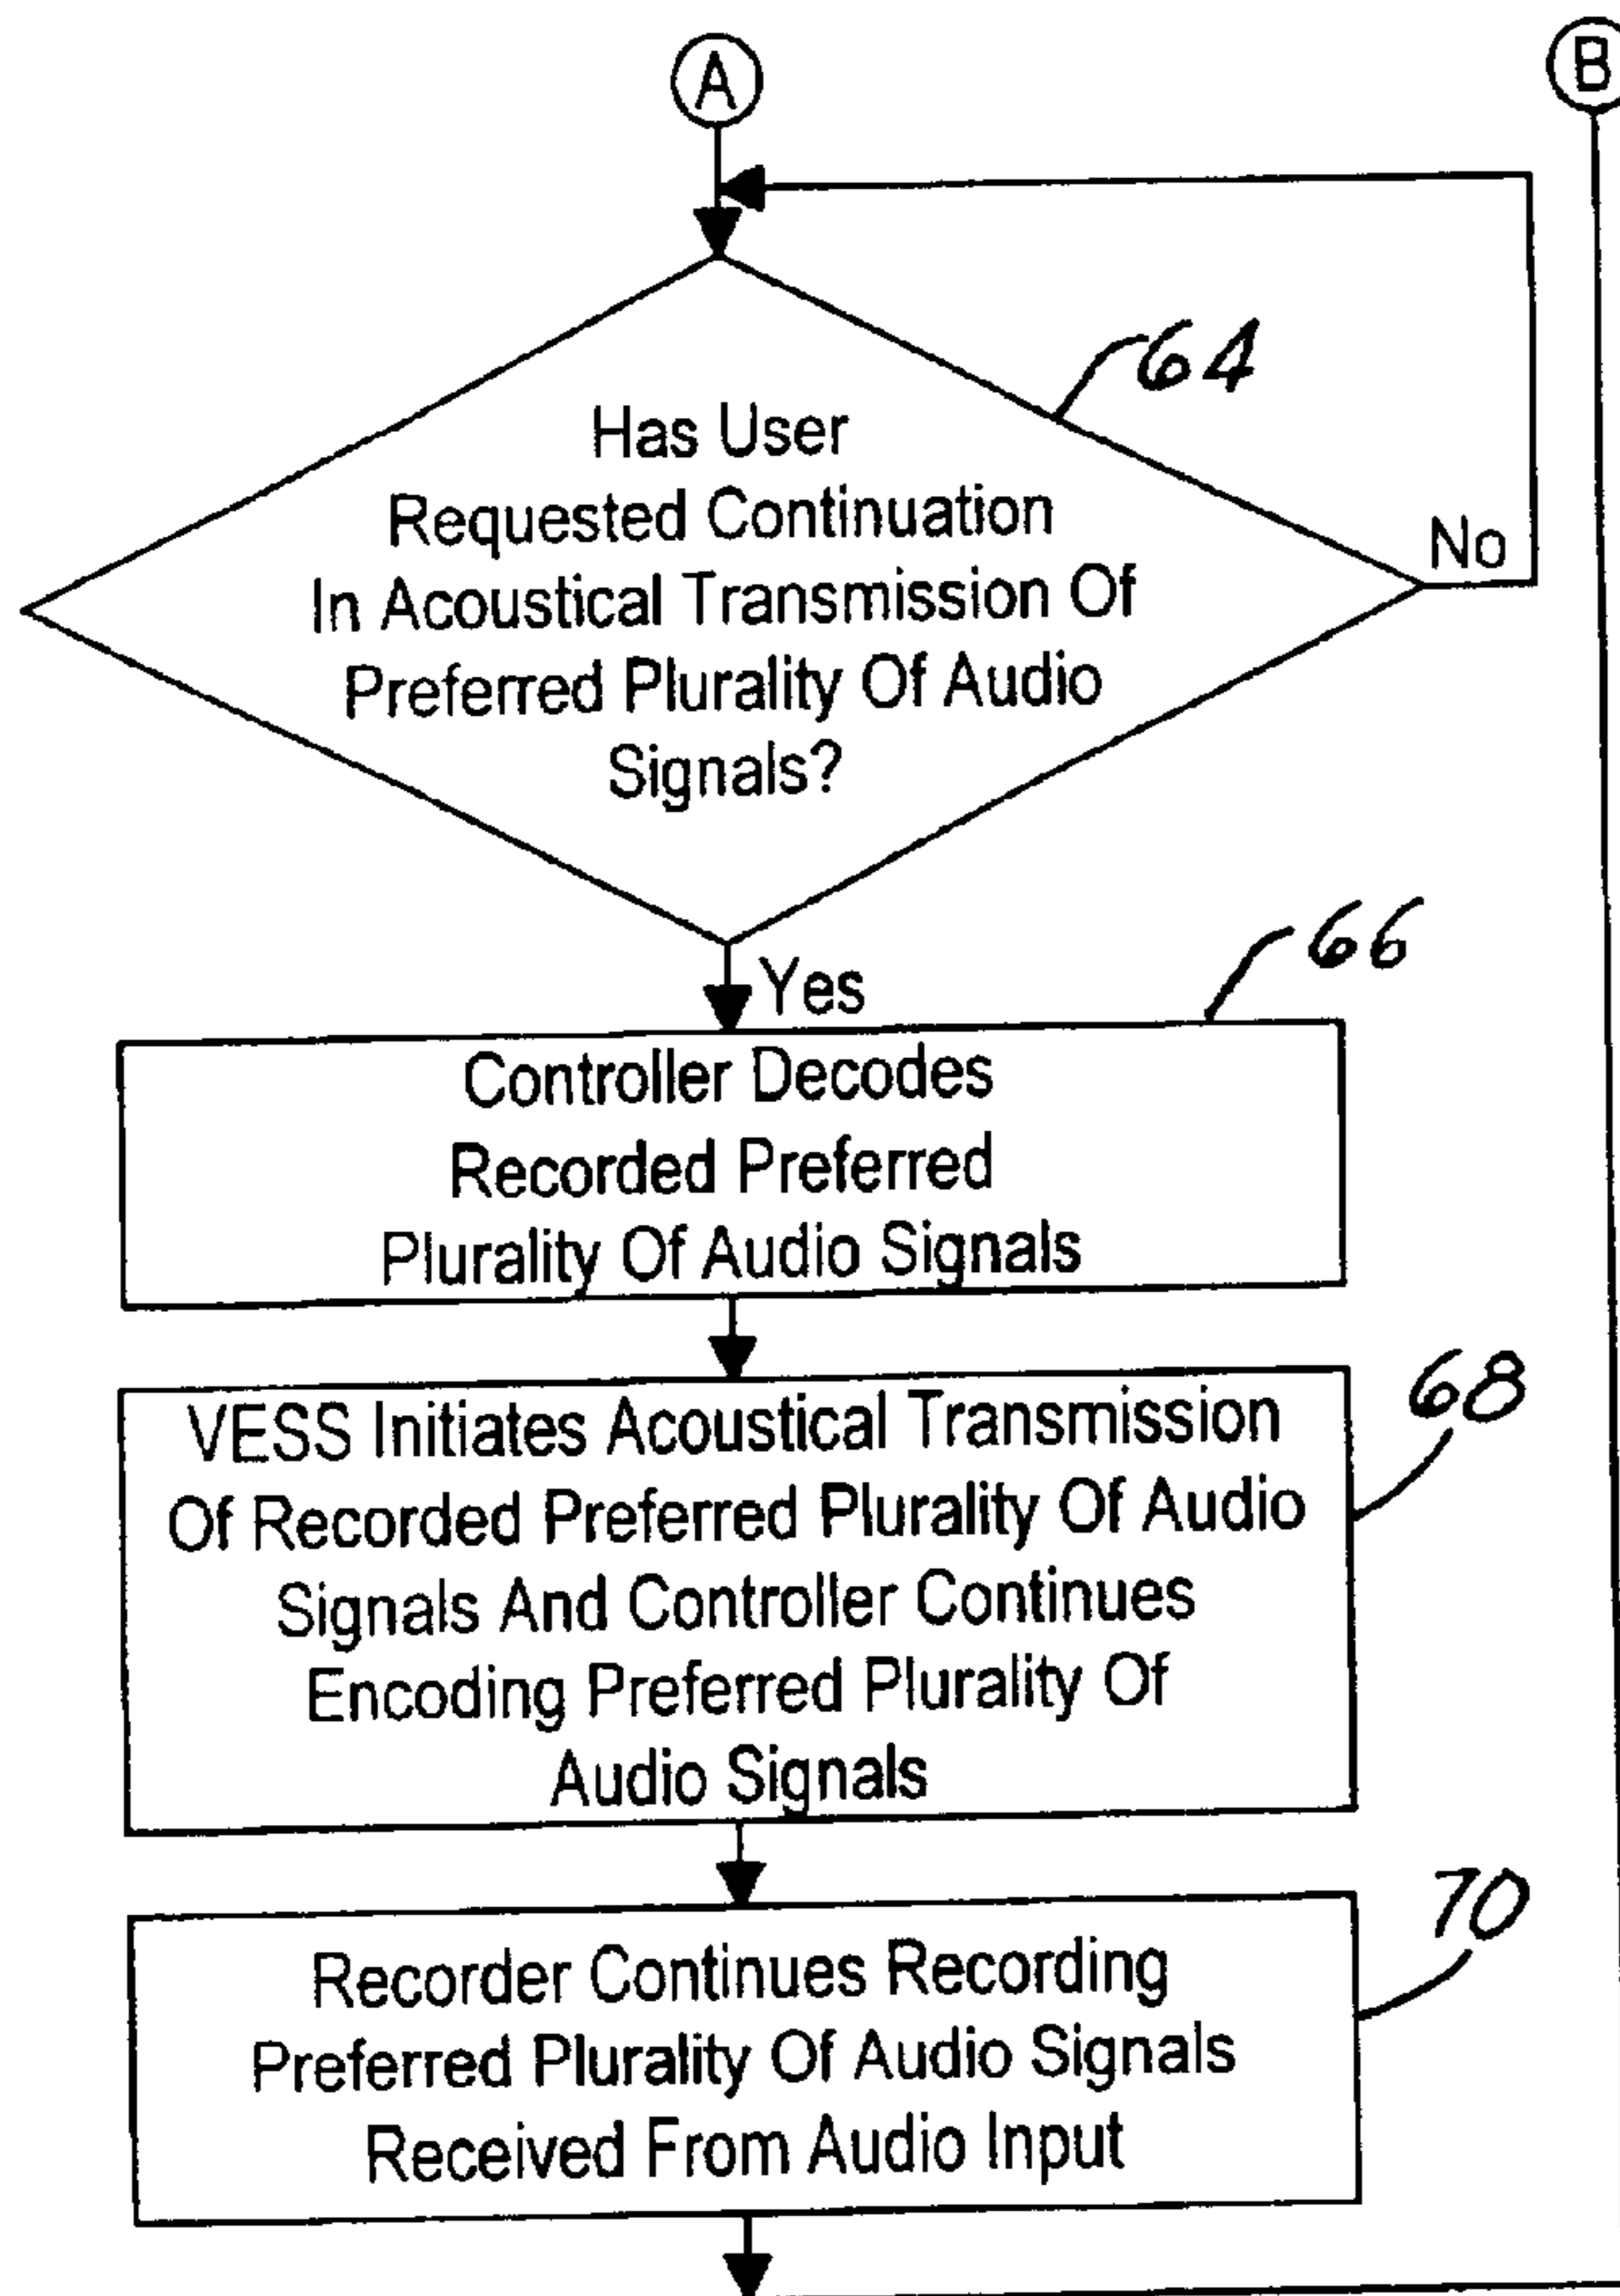 A
B
64
Has User
Requested Continuation
In Acoustical Transmission Of
Preferred Plurality Of Audio
Signals?
No
Yes
66
Controller Decodes
Recorded Preferred
Plurality Of Audio Signals
68
VESS Initiates Acoustical Transmission
Of Recorded Preferred Plurality Of Audio
Signals And Controller Continues
Encoding Preferred Plurality Of
Audio Signals
70
Recorder Continues Recording
Preferred Plurality Of Audio Signals
Received From Audio Input